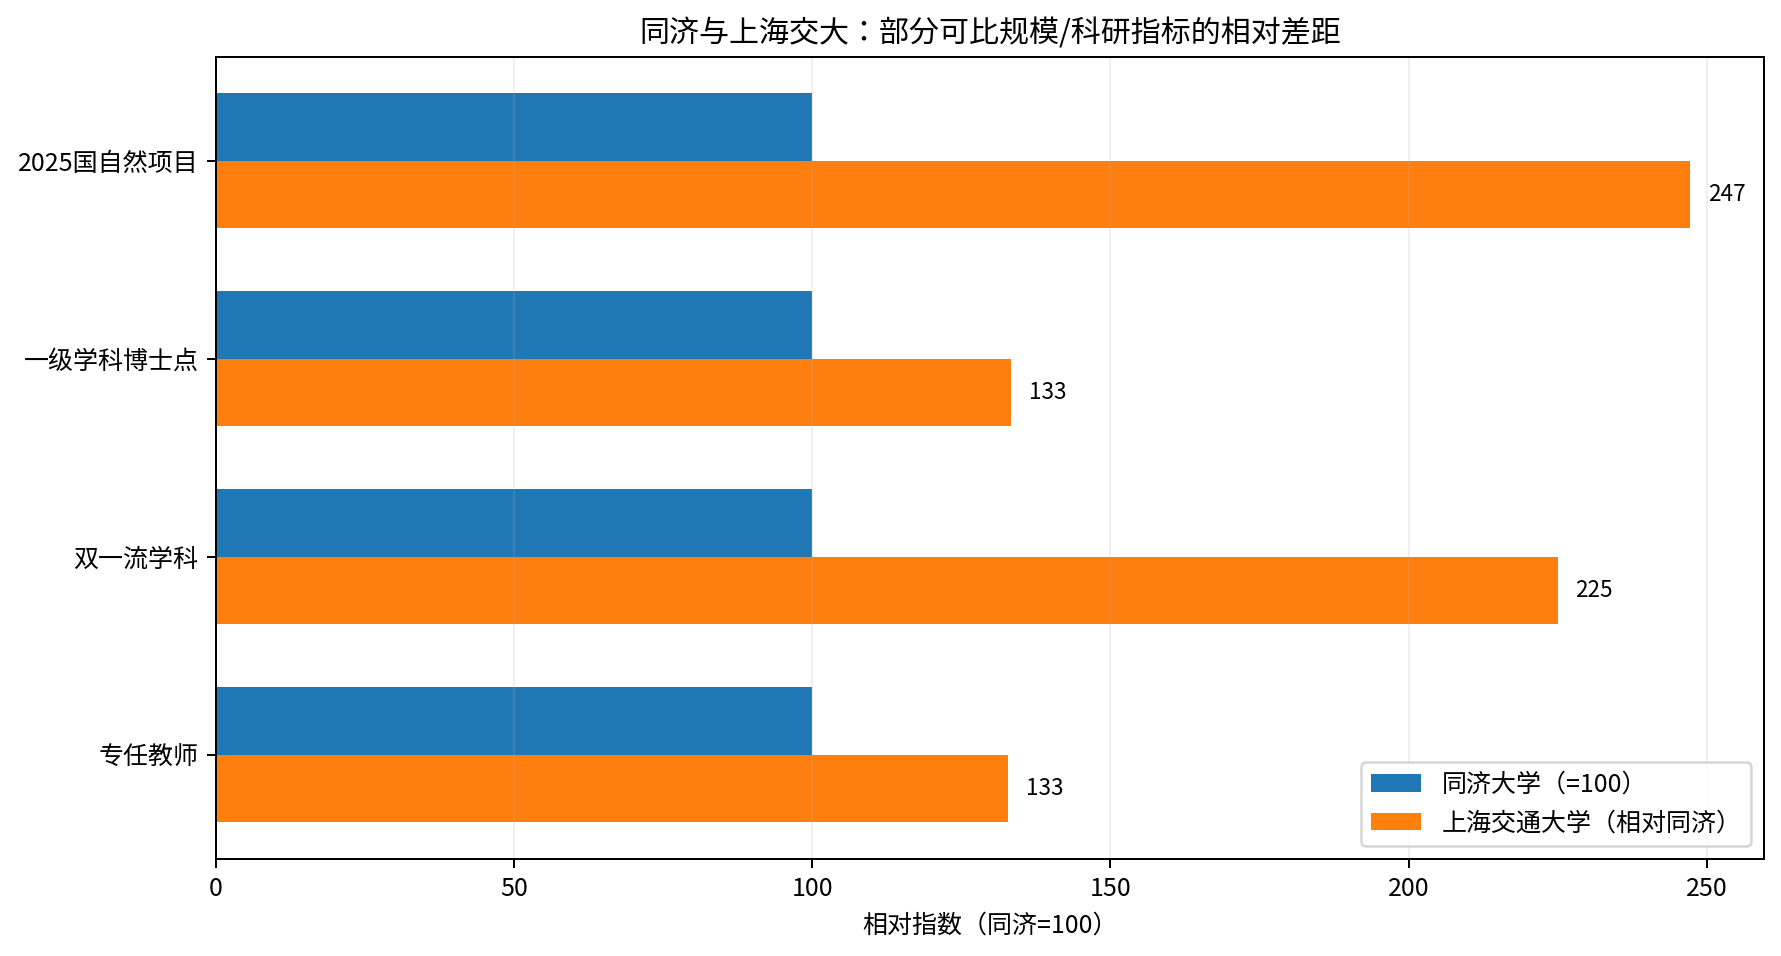 同济与上海交大：部分可比规模/科研指标的相对差距
2025国自然项目
247
一级学科博士点
133
双一流学科
225
专任教师
133
同济大学（=100）
上海交通大学（相对同济）
0 50 100 150 200 250
相对指数（同济=100）